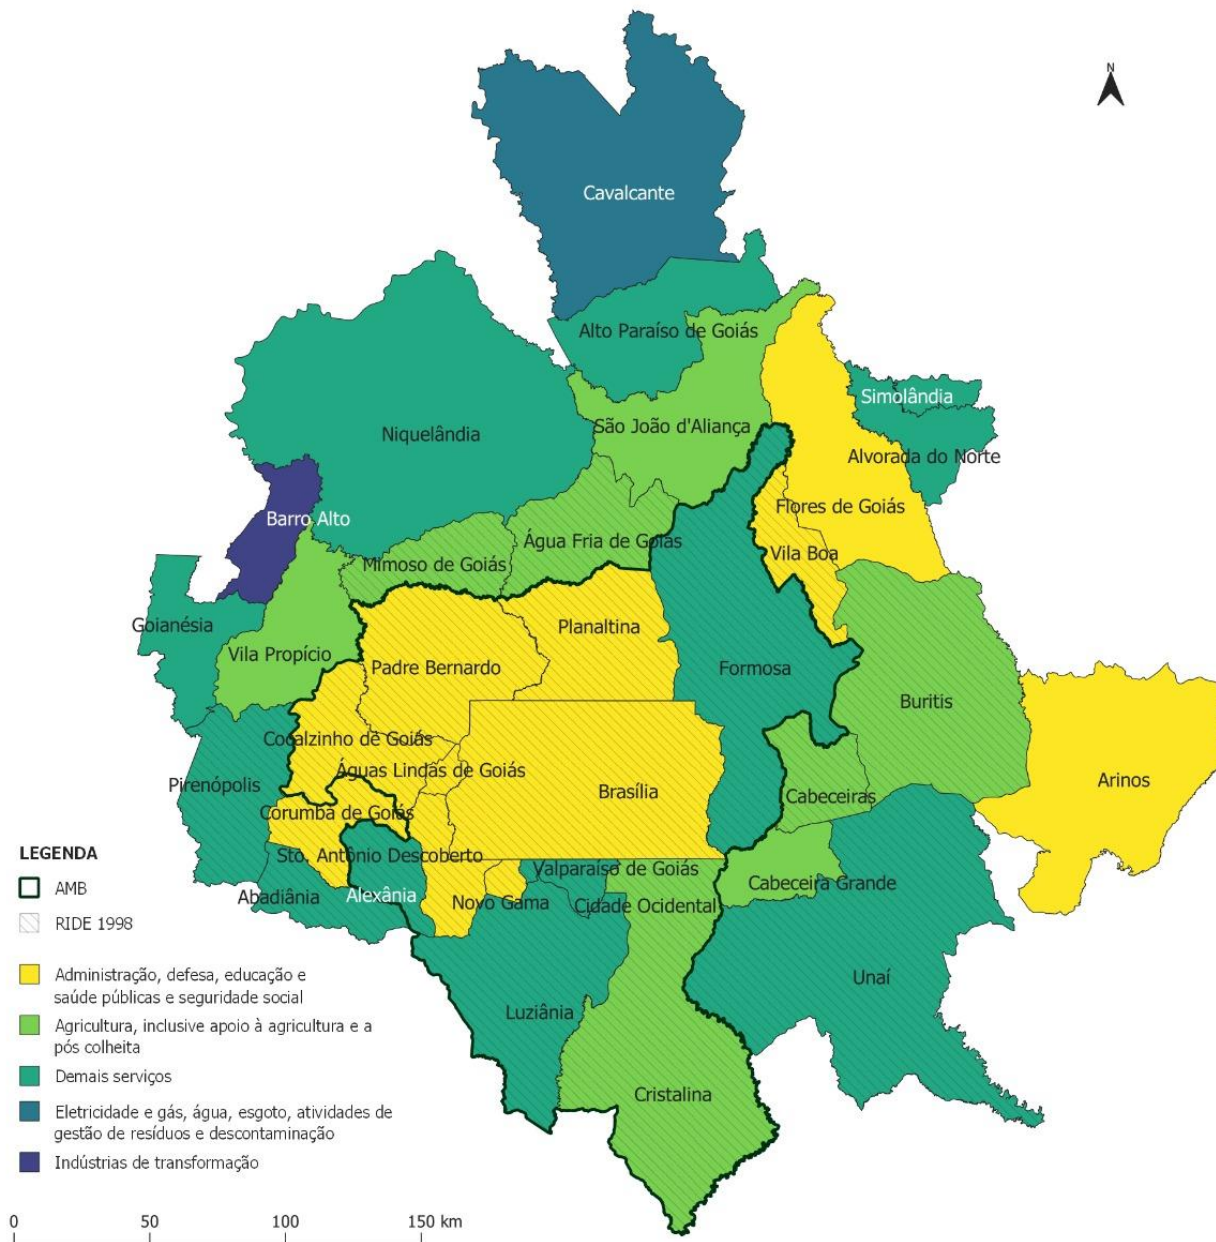 N
Cavalcante
Alto Paraíso de Goiás
Simolândia
São João d'Aliança
Niquelândia
Alvorada do Norte
Flores de Goiás
Barro Alto
Água Fria de Goiás
Vila Boa
Mimoso de Goiás
Goianésia
Planaltina
Vila Propício
Padre Bernardo
Formosa
Buritis
Cocalzinho de Goiás
Águas Lindas de Goiás
Pirenópolis
Arinos
Brasília
Cabeceiras
Corumbá de Goiás
Sto. Antônio Descoberto
Valparaíso de Goiás
Cabeceira Grande
Abadiânia
Alexânia
Novo Gama
Cidade Ocidental
Unaí
Luziânia
Cristalina
LEGENDA
AMB
RIDE 1998
Administração, defesa, educação e
saúde públicas e seguridade social
Agricultura, inclusive apoio à agricultura e a
pós colheita
Demais serviços
Eletricidade e gás, água, esgoto, atividades de
gestão de resíduos e descontaminação
Indústrias de transformação
0 50 100 150 km